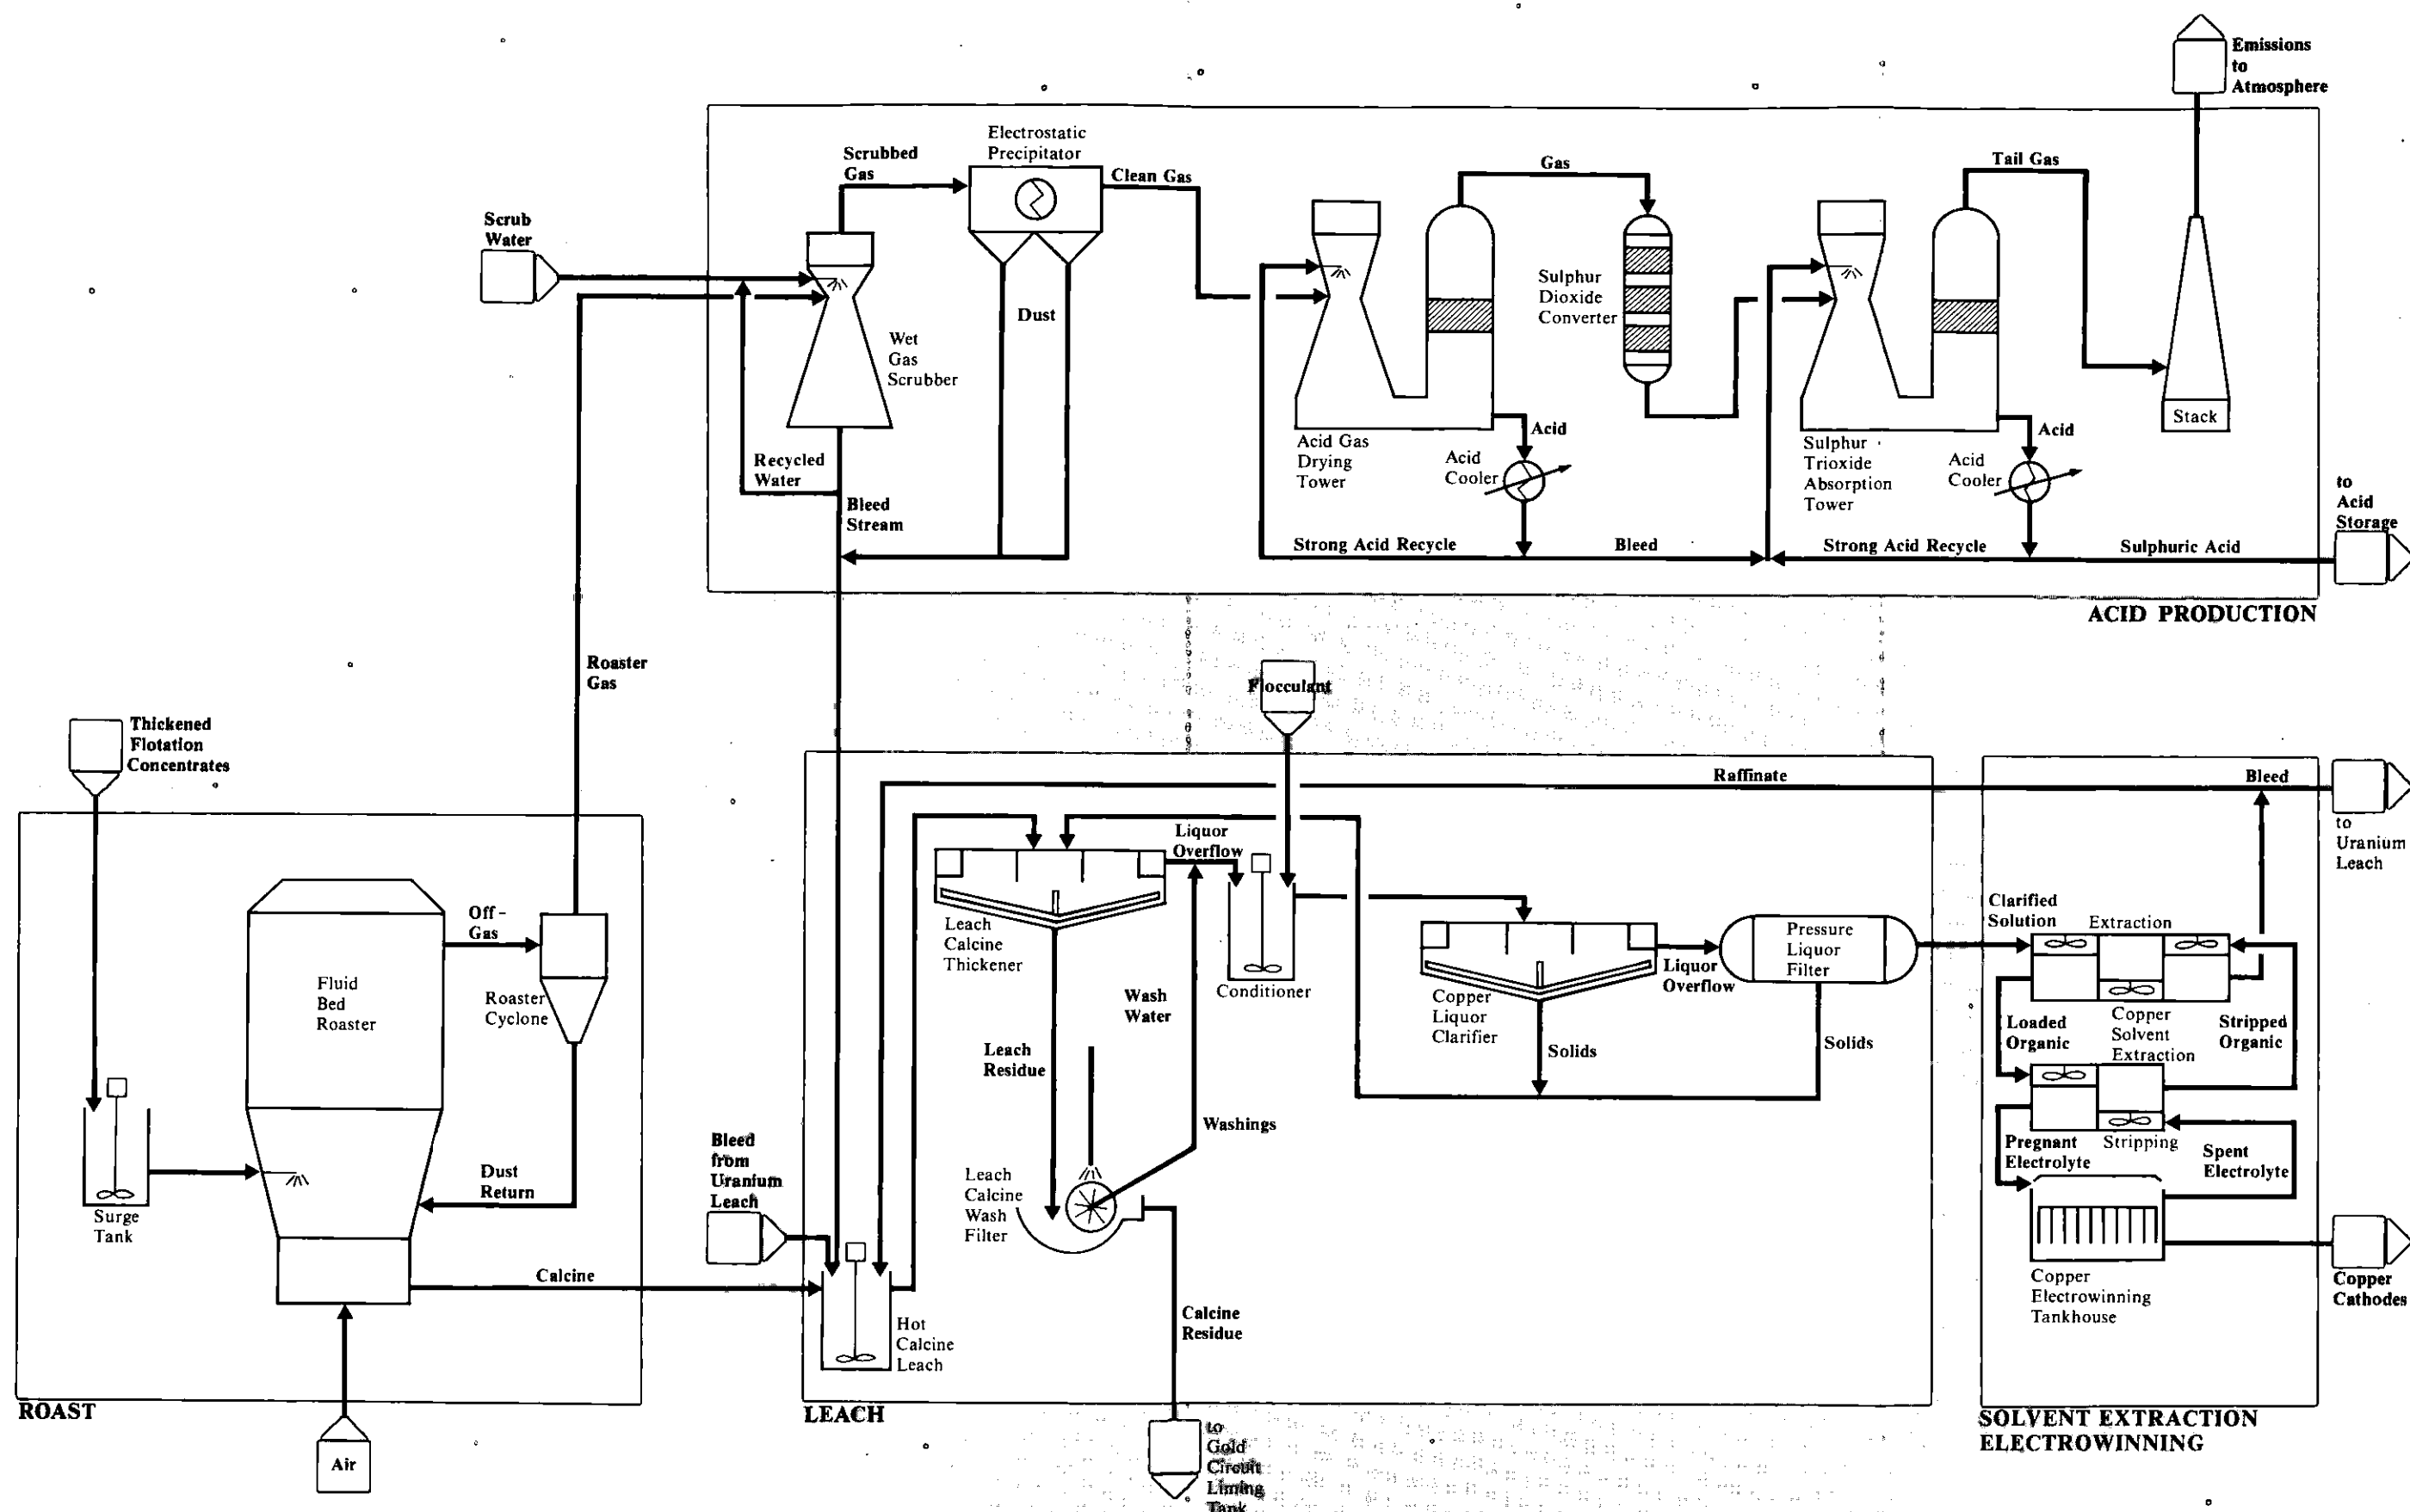 Emissions
to
Atmosphere
Electrostatic
Precipitator
Scrubbed
Gas
Clean Gas
Gas
Tail Gas
Scrub
Water
Dust
Sulphur
Dioxide
Converter
Wet
Gas
Scrubber
Stack
Acid
Acid
Acid Gas
Drying
Tower
Acid
Cooler
Sulphur
Trioxide
Absorption
Tower
Acid
Cooler
Recycled
Water
Bleed
Stream
to
Acid
Storage
Strong Acid Recycle
Bleed
Strong Acid Recycle
Sulphuric Acid
ACID PRODUCTION
Roaster
Gas
Flocculant
Thickened
Flotation
Concentrates
Raffinate
Bleed
to
Uranium
Leach
Liquor
Overflow
Off-
Gas
Leach
Calcine
Thickener
Clarified
Solution
Extraction
Pressure
Liquor
Filter
Liquor
Overflow
Fluid
Bed
Roaster
Roaster
Cyclone
Wash
Water
Conditioner
Copper
Liquor
Clarifier
Loaded
Organic
Copper
Solvent
Extraction
Stripped
Organic
Leach
Residue
Solids
Solids
Washings
Bleed
from
Uranium
Leach
Pregnant
Electrolyte
Stripping
Spent
Electrolyte
Dust
Return
Leach
Calcine
Wash
Filter
Surge
Tank
Calcine
Copper
Electrowinning
Tankhouse
Copper
Cathodes
Hot
Calcine
Leach
Calcine
Residue
ROAST
LEACH
SOLVENT EXTRACTION
ELECTROWINNING
Air
to
Gold
Circuit
Liming
Tank